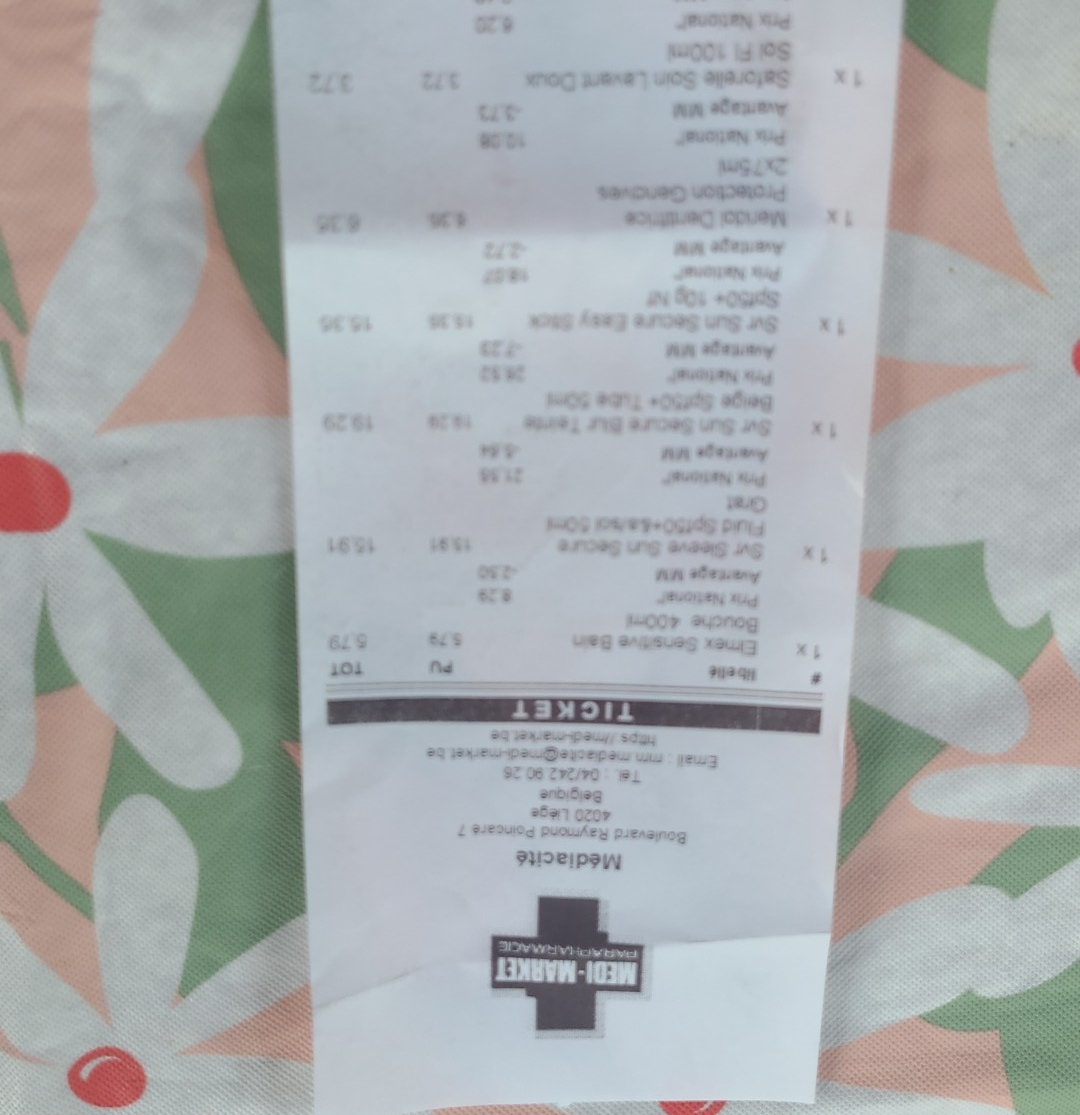 MEDI-MARKET
PARAPHARMACIE
Médiacité
Boulevard Raymond Poincaré 7
4020 Liège
Belgique
Tél. : 04/242.90.26
Email : mm.mediacite@medi-market.be
https://medi-market.be
TICKET
# libellé PU TOT
1 x Elmex Sensitive Bain 5.79 5.79
Bouche 400ml
Prix National* 8.29
Avantage MM -2.50
1 x Svr Sleeve Sun Secure 15.91 15.91
Fluid Spf50+&a/sol 50ml
Grat
Prix National* 21.55
Avantage MM -5.64
1 x Svr Sun Secure Blur Teinte 19.29 19.29
Beige Spf50+ Tube 50ml
Prix National* 26.52
Avantage MM -7.23
1 x Svr Sun Secure Easy Stick 15.35 15.35
Spf50+ 10g Nf
Prix National* 18.07
Avantage MM -2.72
1 x Meridol Dentifrice 6.35 6.35
Protection Gencives
2x75ml
Prix National* 10.08
Avantage MM -3.73
1 x Saforelle Soin Lavant Doux 3.72 3.72
Sol Fl 100ml
Prix National* 6.20